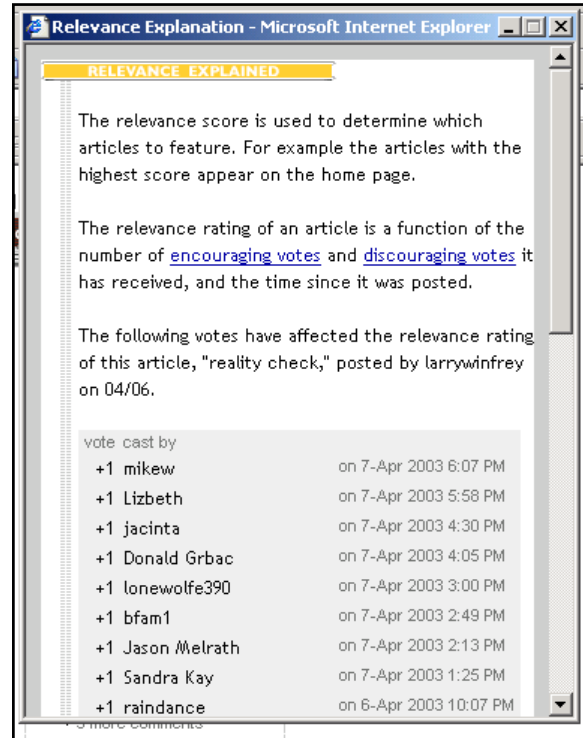 Relevance Explanation - Microsoft Internet Explorer
RELEVANCE EXPLAINED
The relevance score is used to determine which
articles to feature. For example the articles with the
highest score appear on the home page.
The relevance rating of an article is a function of the
number of encouraging votes and discouraging votes it
has received, and the time since it was posted.
The following votes have affected the relevance rating
of this article, "reality check," posted by larrywinfrey
on 04/06.
vote cast by
+1 mikew on 7-Apr 2003 6:07 PM
+1 Lizbeth on 7-Apr 2003 5:58 PM
+1 jacinta on 7-Apr 2003 4:30 PM
+1 Donald Grbac on 7-Apr 2003 4:05 PM
+1 lonewolfe390 on 7-Apr 2003 3:00 PM
+1 bfam1 on 7-Apr 2003 2:49 PM
+1 Jason Melrath on 7-Apr 2003 2:13 PM
+1 Sandra Kay on 7-Apr 2003 1:25 PM
+1 raindance on 6-Apr 2003 10:07 PM
more comments